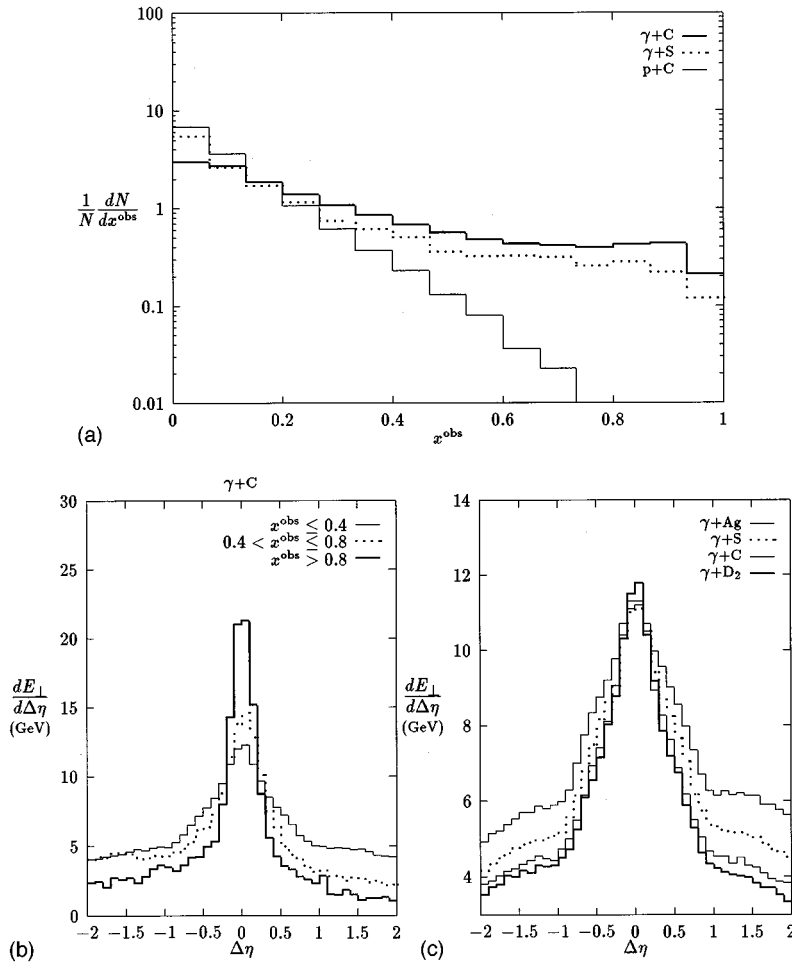 100
10
1
0.1
0.01
1/N dN/dx^obs
γ+C
γ+S
p+C
0 0.2 0.4 0.6 0.8 1
x^obs
(a)
γ+C
30
25
20
15
10
5
0
dE⊥/dΔη
(GeV)
x^obs ≤ 0.4
0.4 < x^obs ≤ 0.8
x^obs > 0.8
−2 −1.5 −1 −0.5 0 0.5 1 1.5 2
Δη
(b)
14
12
10
8
6
4
dE⊥/dΔη
(GeV)
γ+Ag
γ+S
γ+C
γ+D₂
−2 −1.5 −1 −0.5 0 0.5 1 1.5 2
Δη
(c)